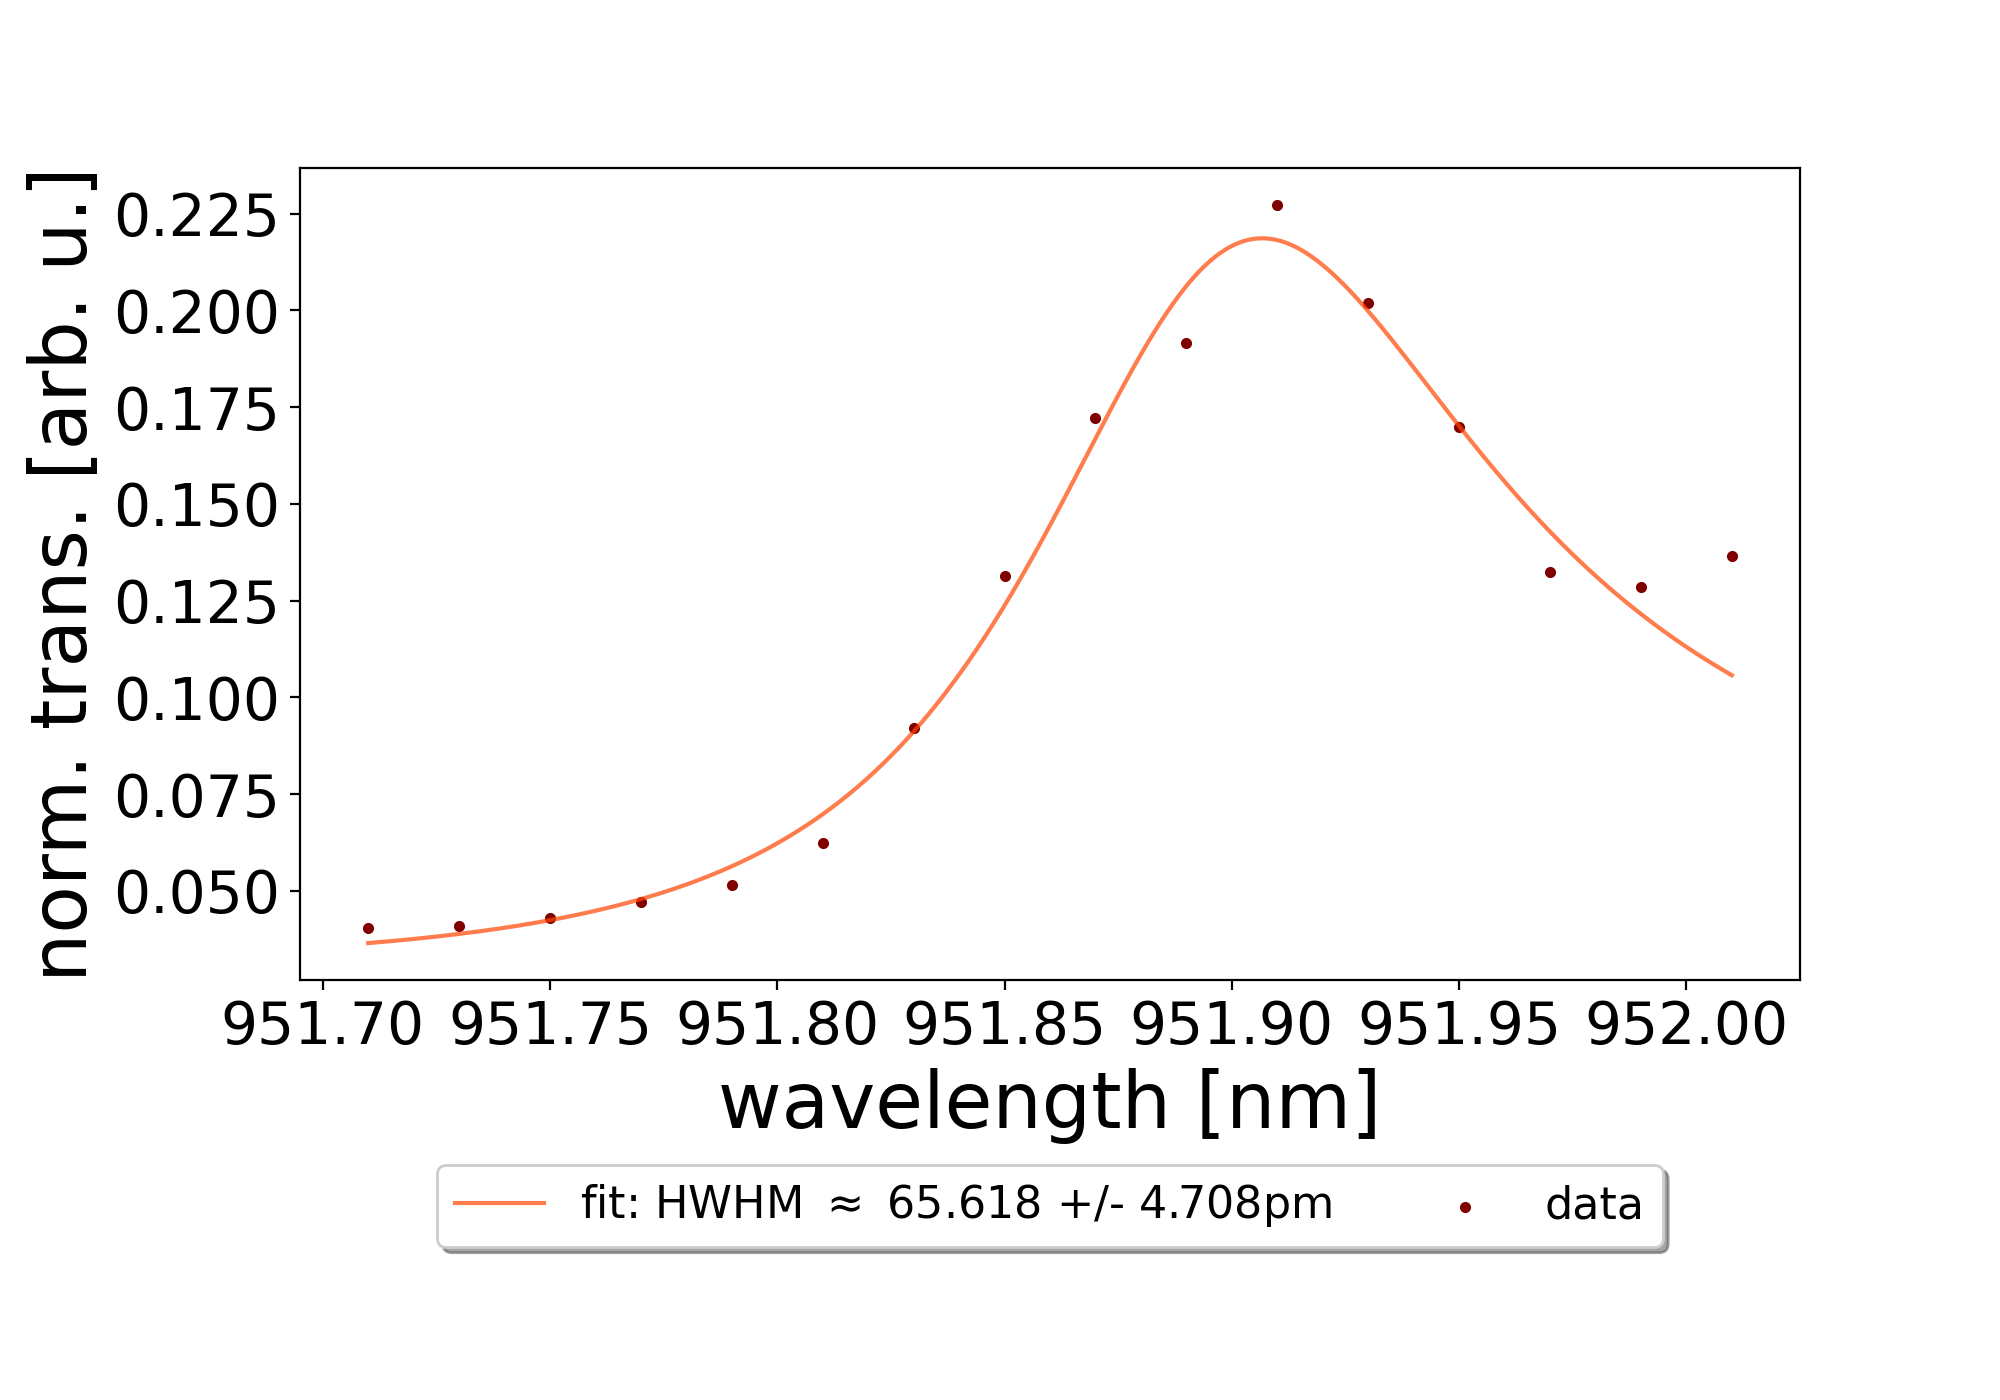 norm. trans. [arb. u.]
0.225
0.200
0.175
0.150
0.125
0.100
0.075
0.050
951.70 951.75 951.80 951.85 951.90 951.95 952.00
wavelength [nm]
fit: HWHM ≈ 65.618 +/- 4.708pm data